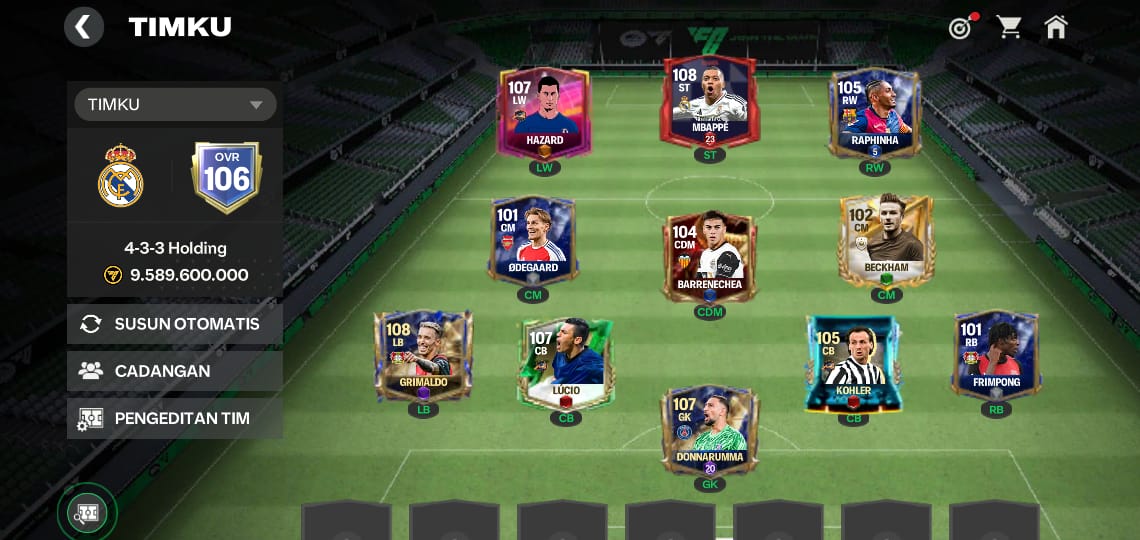 TIMKU
TIMKU
OVR
106
4-3-3 Holding
9.589.600.000
SUSUN OTOMATIS
CADANGAN
PENGEDITAN TIM
107
LW
HAZARD
LW
108
ST
MBAPPÉ
23
ST
105
RW
RAPHINHA
5
RW
101
CM
ØDEGAARD
CM
104
CDM
BARRENECHEA
CDM
102
CM
BECKHAM
CM
108
LB
GRIMALDO
LB
107
CB
LÚCIO
CB
105
CB
KOHLER
CB
101
RB
FRIMPONG
RB
107
GK
DONNARUMMA
20
GK